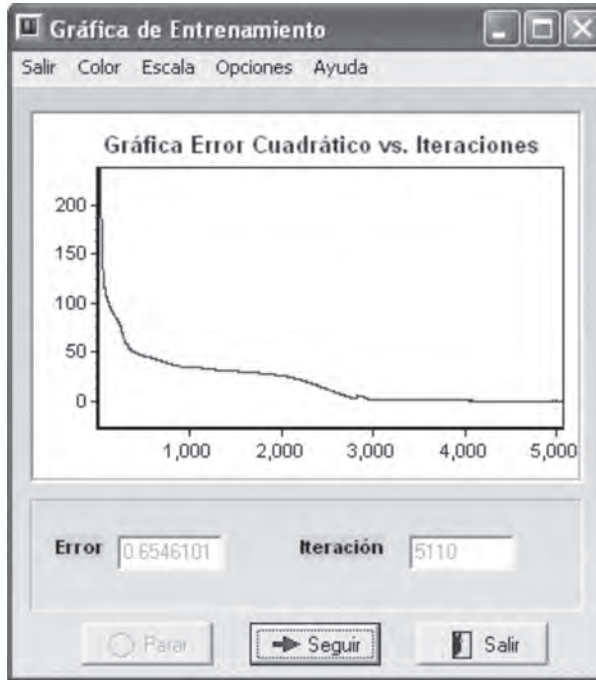 Gráfica de Entrenamiento
Salir Color Escala Opciones Ayuda
Gráfica Error Cuadrático vs. Iteraciones
200
150
100
50
0
1,000 2,000 3,000 4,000 5,000
Error 0.6546101 Iteración 5110
Parar Seguir Salir